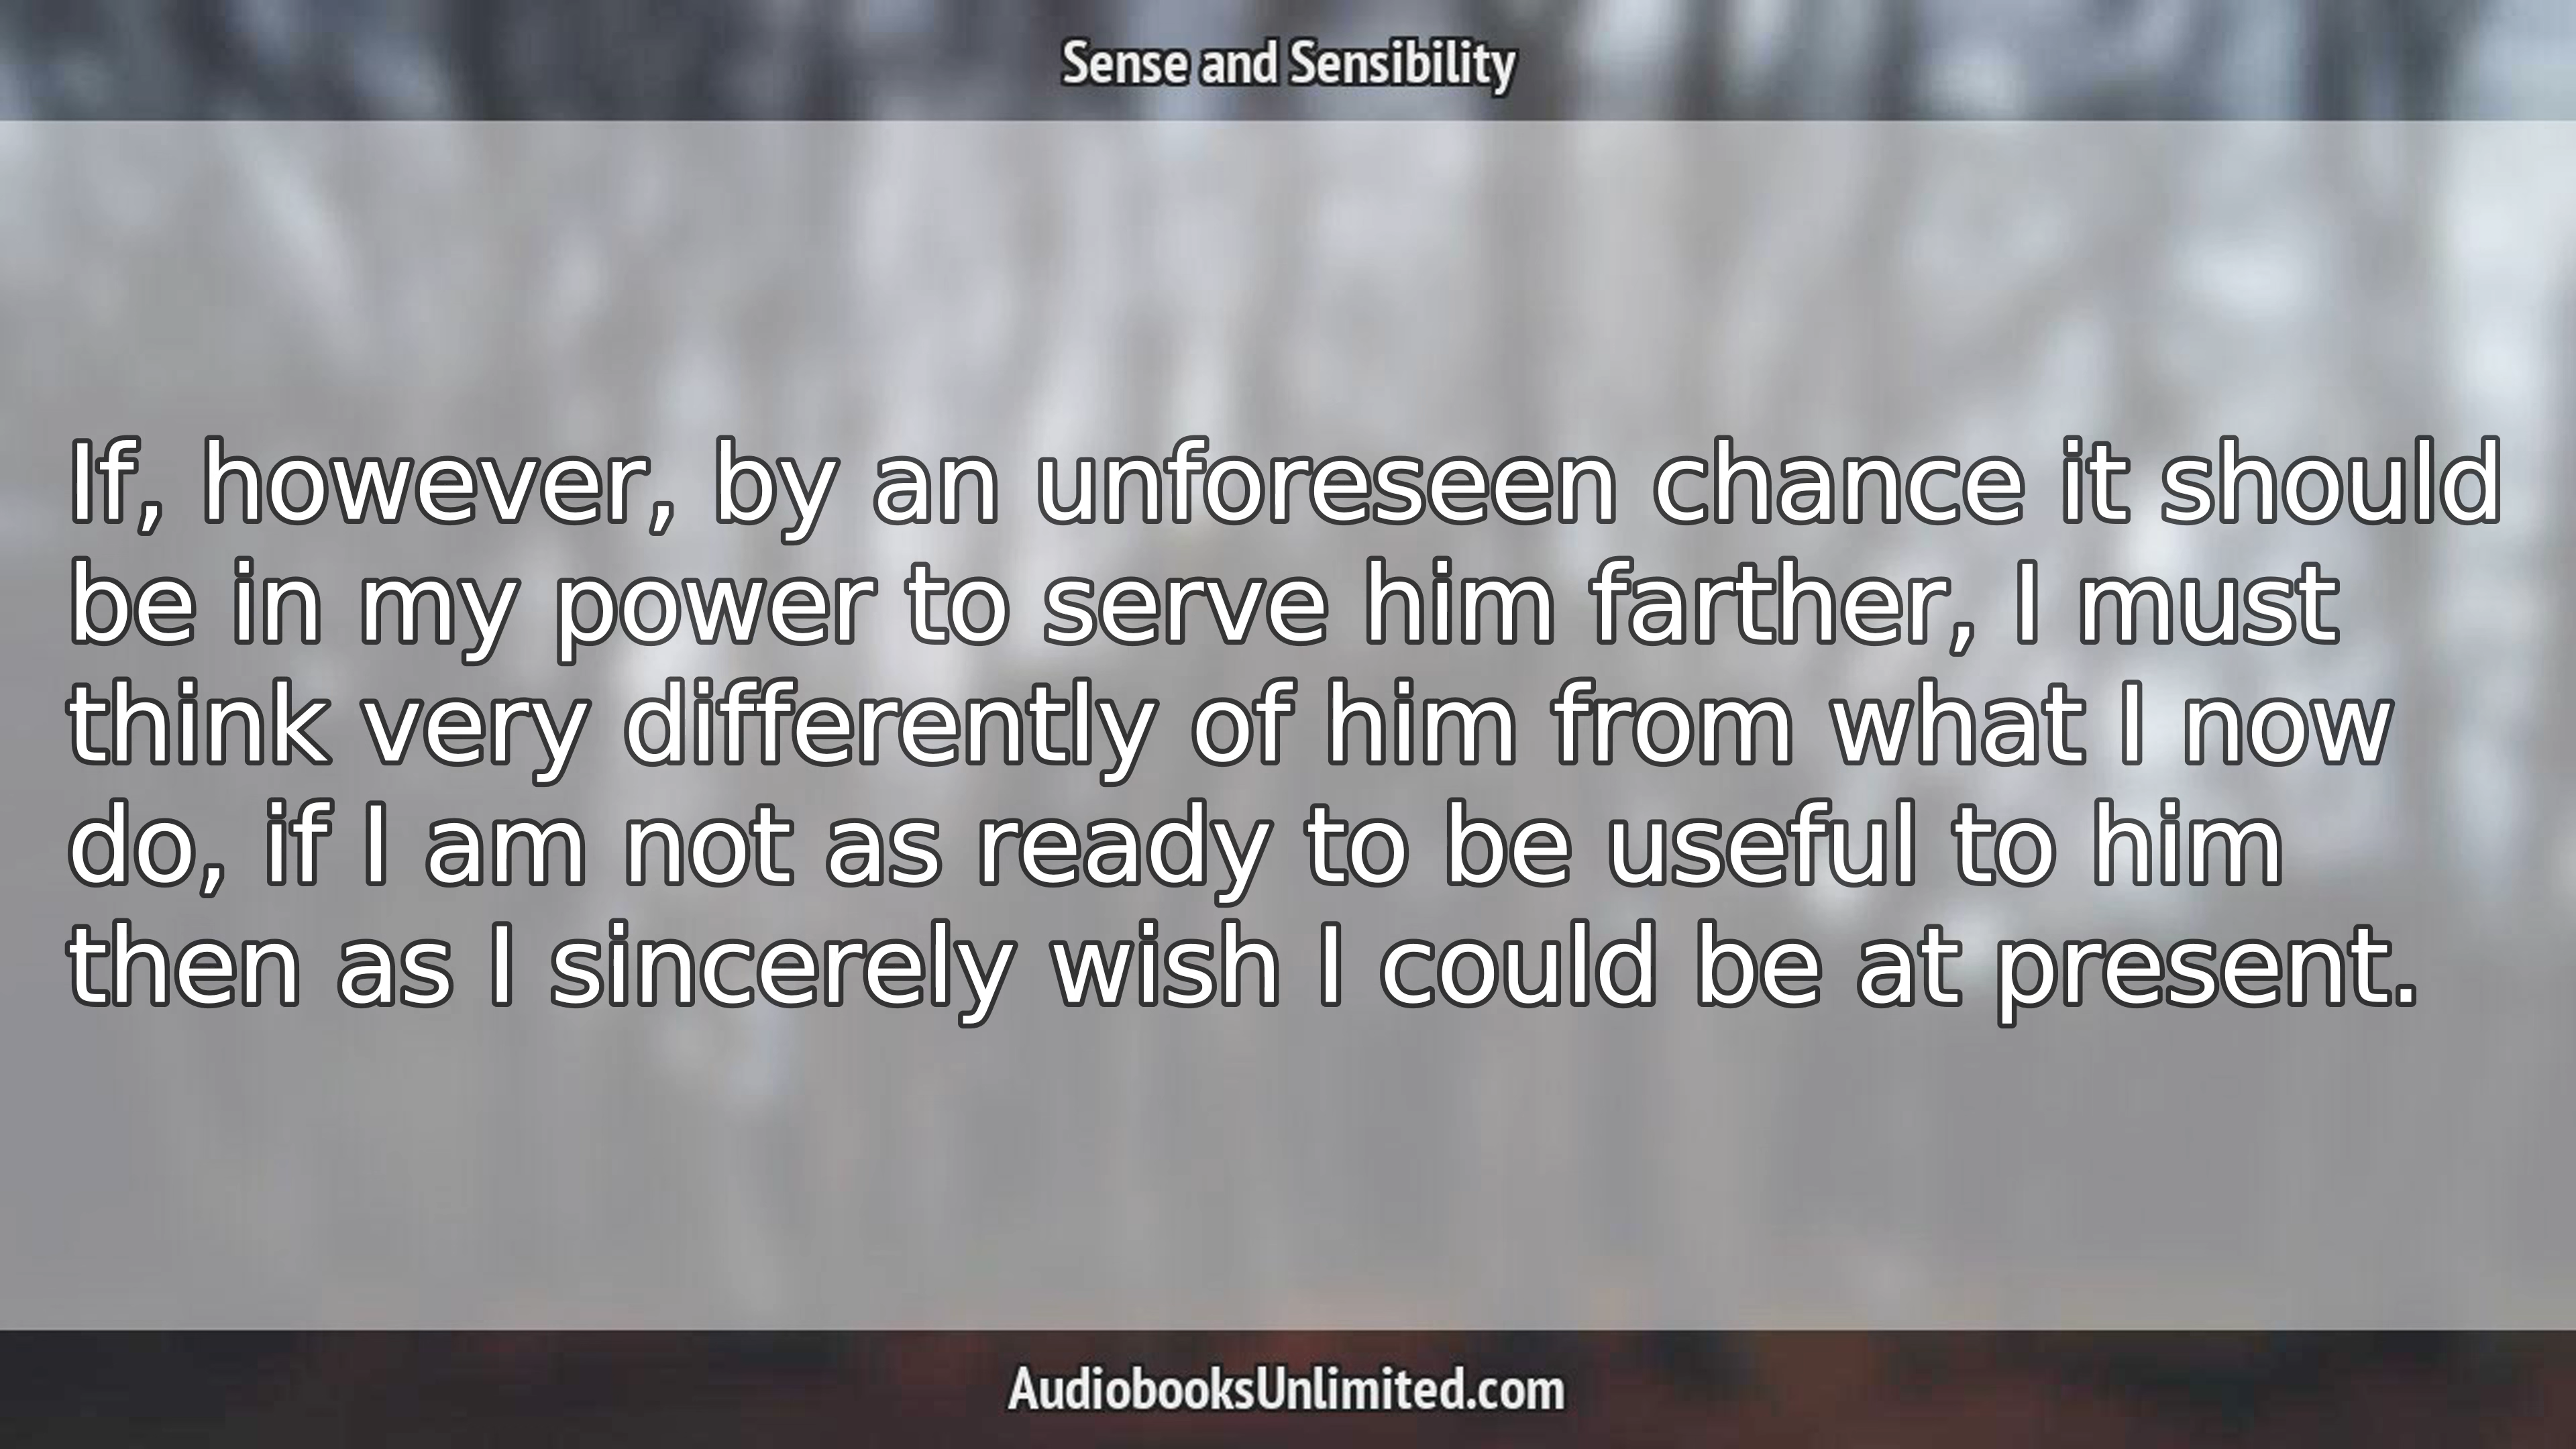 Sense and Sensibility
If, however, by an unforeseen chance it should
be in my power to serve him farther, I must
think very differently of him from what I now
do, if I am not as ready to be useful to him
then as I sincerely wish I could be at present.
AudiobooksUnlimited.com